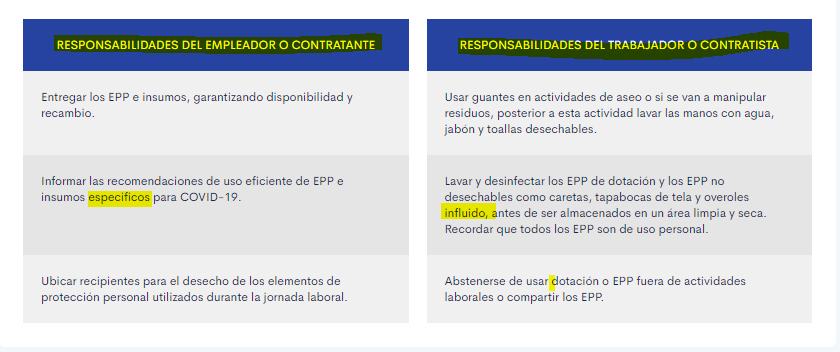 RESPONSABILIDADES DEL EMPLEADOR O CONTRATANTE
Entregar los EPP e insumos, garantizando disponibilidad y
recambio.
Informar las recomendaciones de uso eficiente de EPP e
insumos especificos para COVID-19.
Ubicar recipientes para el desecho de los elementos de
protección personal utilizados durante la jornada laboral.
RESPONSABILIDADES DEL TRABAJADOR O CONTRATISTA
Usar guantes en actividades de aseo o si se van a manipular
residuos, posterior a esta actividad lavar las manos con agua,
jabón y toallas desechables.
Lavar y desinfectar los EPP de dotación y los EPP no
desechables como caretas, tapabocas de tela y overoles
influido, antes de ser almacenados en un área limpia y seca.
Recordar que todos los EPP son de uso personal.
Abstenerse de usar dotación o EPP fuera de actividades
laborales o compartir los EPP.